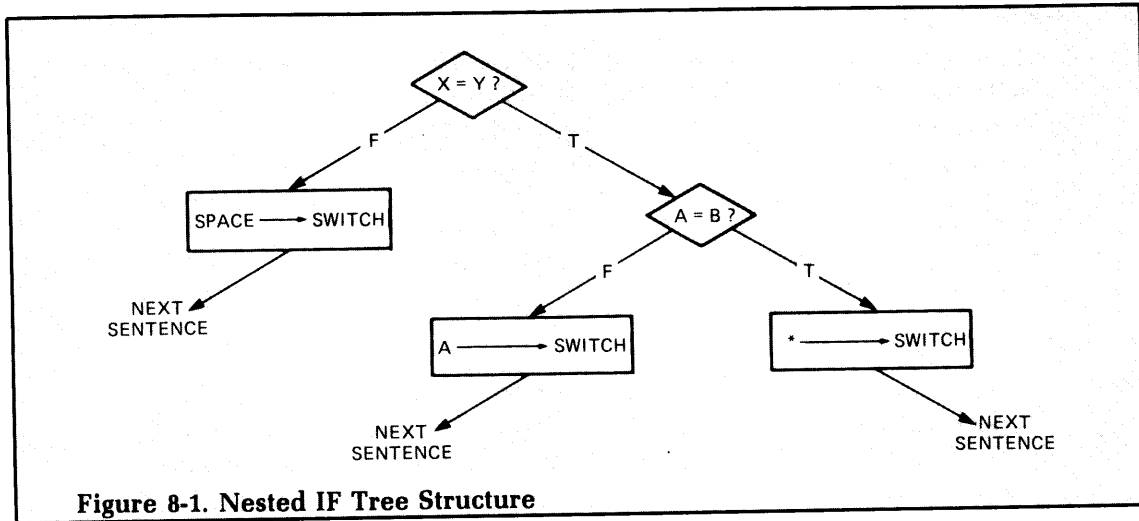 X = Y ?
F
T
SPACE → SWITCH
A = B ?
NEXT
SENTENCE
F
T
A → SWITCH
* → SWITCH
NEXT
SENTENCE
NEXT
SENTENCE
Figure 8-1. Nested IF Tree Structure